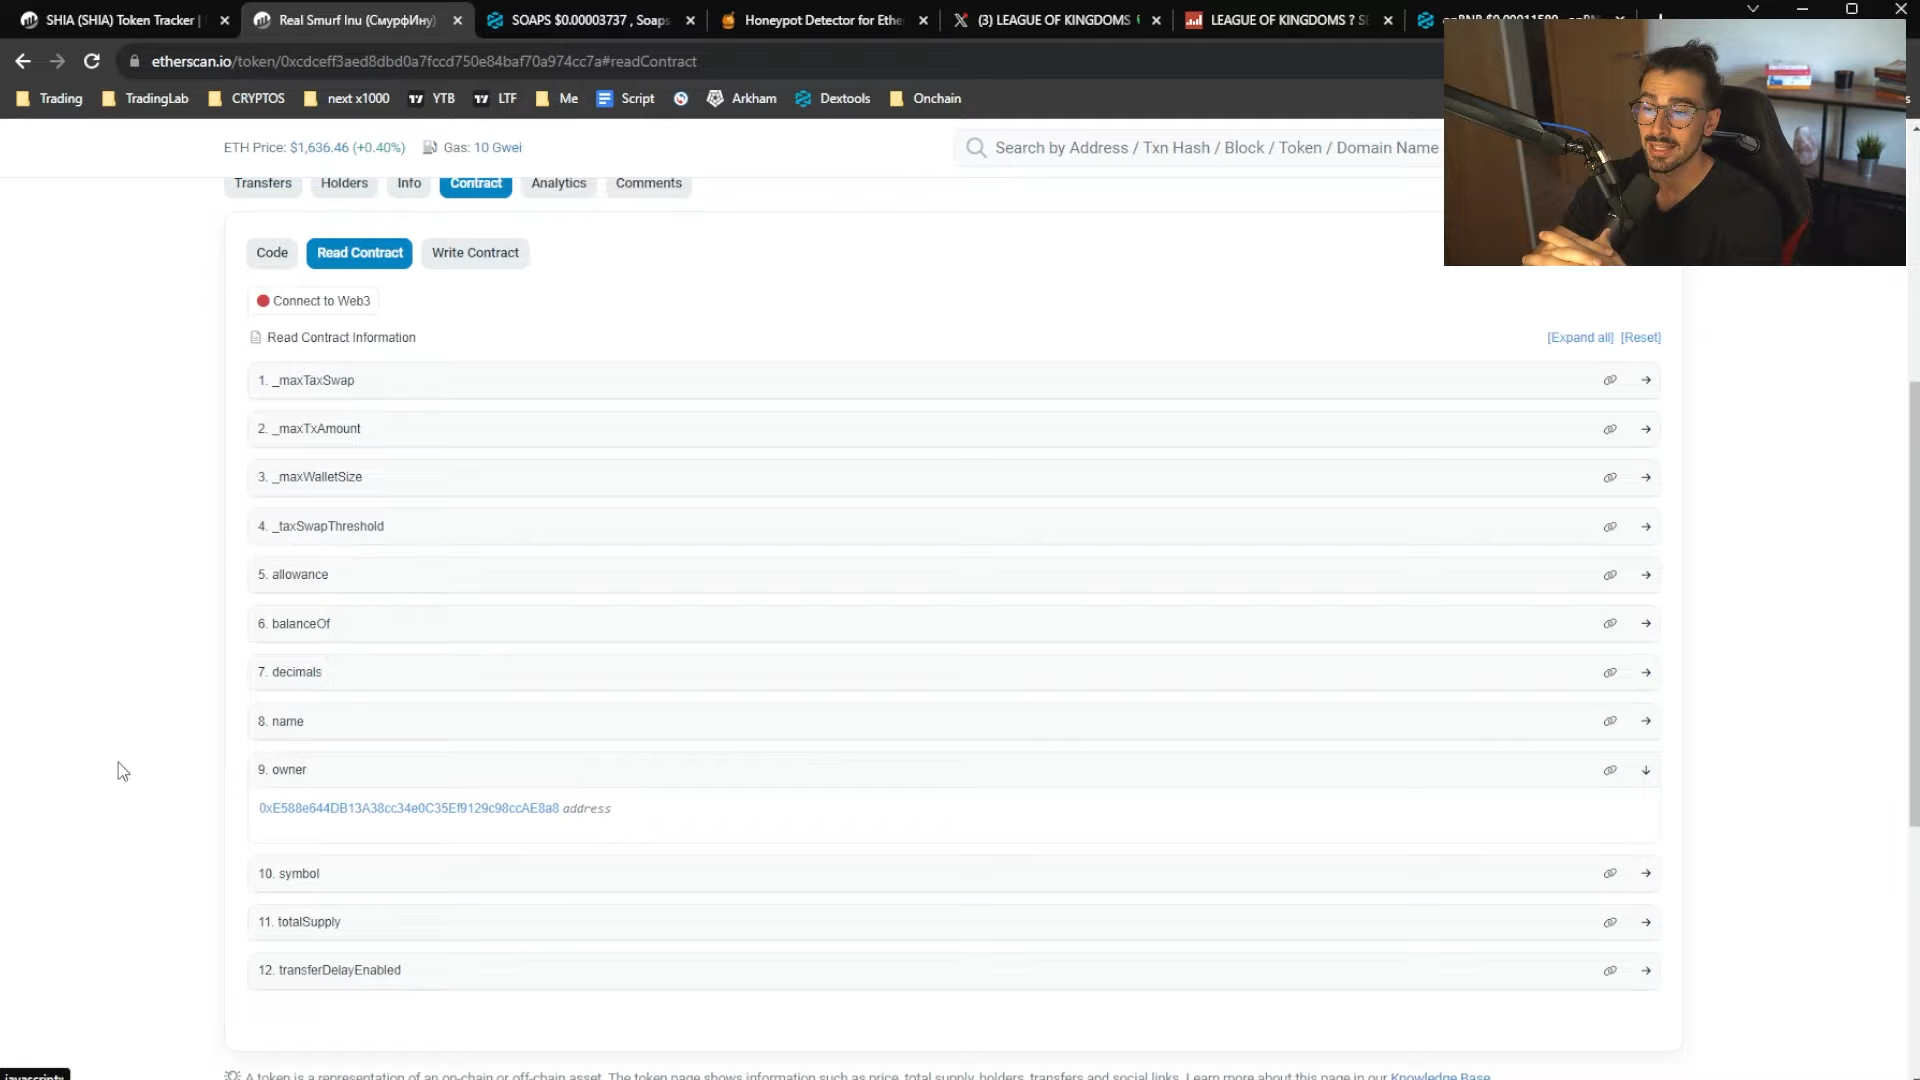 SHIA (SHIA) Token Tracker |
Real Smurf Inu (СмурфИну)
SOAPS $0.00003737 , Soaps
Honeypot Detector for Ethe
(3) LEAGUE OF KINGDOMS
LEAGUE OF KINGDOMS ?
etherscan.io/token/0xcdceff3aed8dbd0a7fccd750e84baf70a974cc7a#readContract
Trading
TradingLab
CRYPTOS
next x1000
YTB
LTF
Me
Script
Arkham
Dextools
Onchain
ETH Price: $1,636.46 (+0.40%)
Gas: 10 Gwei
Search by Address / Txn Hash / Block / Token / Domain Name
Transfers
Holders
Info
Contract
Analytics
Comments
Code
Read Contract
Write Contract
Connect to Web3
Read Contract Information
[Expand all] [Reset]
1. _maxTaxSwap
2. _maxTxAmount
3. _maxWalletSize
4. _taxSwapThreshold
5. allowance
6. balanceOf
7. decimals
8. name
9. owner
0xE588e644DB13A38cc34e0C35Ef9129c98ccAE8a8 address
10. symbol
11. totalSupply
12. transferDelayEnabled
A token is a representation of an on-chain or off-chain asset. The token page shows information such as price, total supply, holders, transfers and social links. Learn more about this page in our Knowledge Base